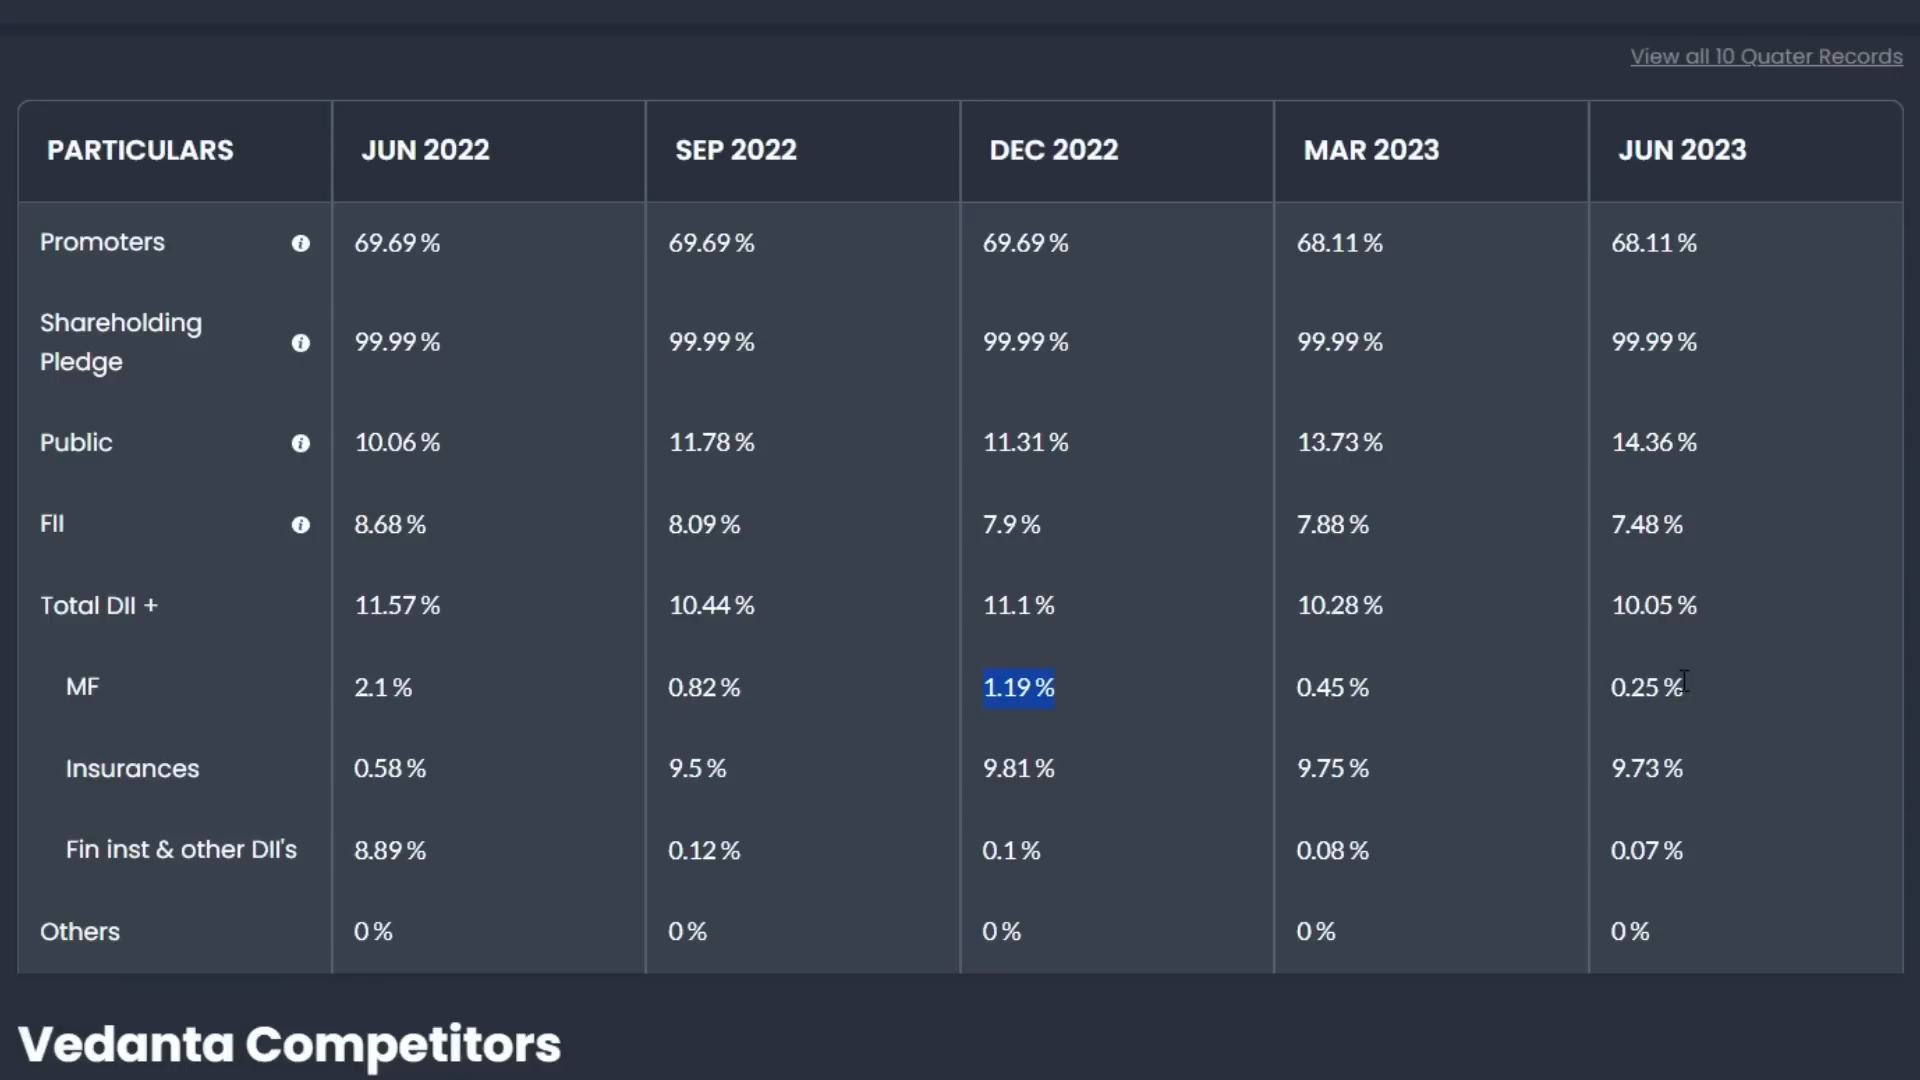 View all 10 Quater Records
PARTICULARS JUN 2022 SEP 2022 DEC 2022 MAR 2023 JUN 2023
Promoters 69.69 % 69.69 % 69.69 % 68.11 % 68.11 %
Shareholding
Pledge 99.99 % 99.99 % 99.99 % 99.99 % 99.99 %
Public 10.06 % 11.78 % 11.31 % 13.73 % 14.36 %
FII 8.68 % 8.09 % 7.9 % 7.88 % 7.48 %
Total DII + 11.57 % 10.44 % 11.1 % 10.28 % 10.05 %
MF 2.1 % 0.82 % 1.19 % 0.45 % 0.25 %
Insurances 0.58 % 9.5 % 9.81 % 9.75 % 9.73 %
Fin inst & other DII's 8.89 % 0.12 % 0.1 % 0.08 % 0.07 %
Others 0 % 0 % 0 % 0 % 0 %
Vedanta Competitors